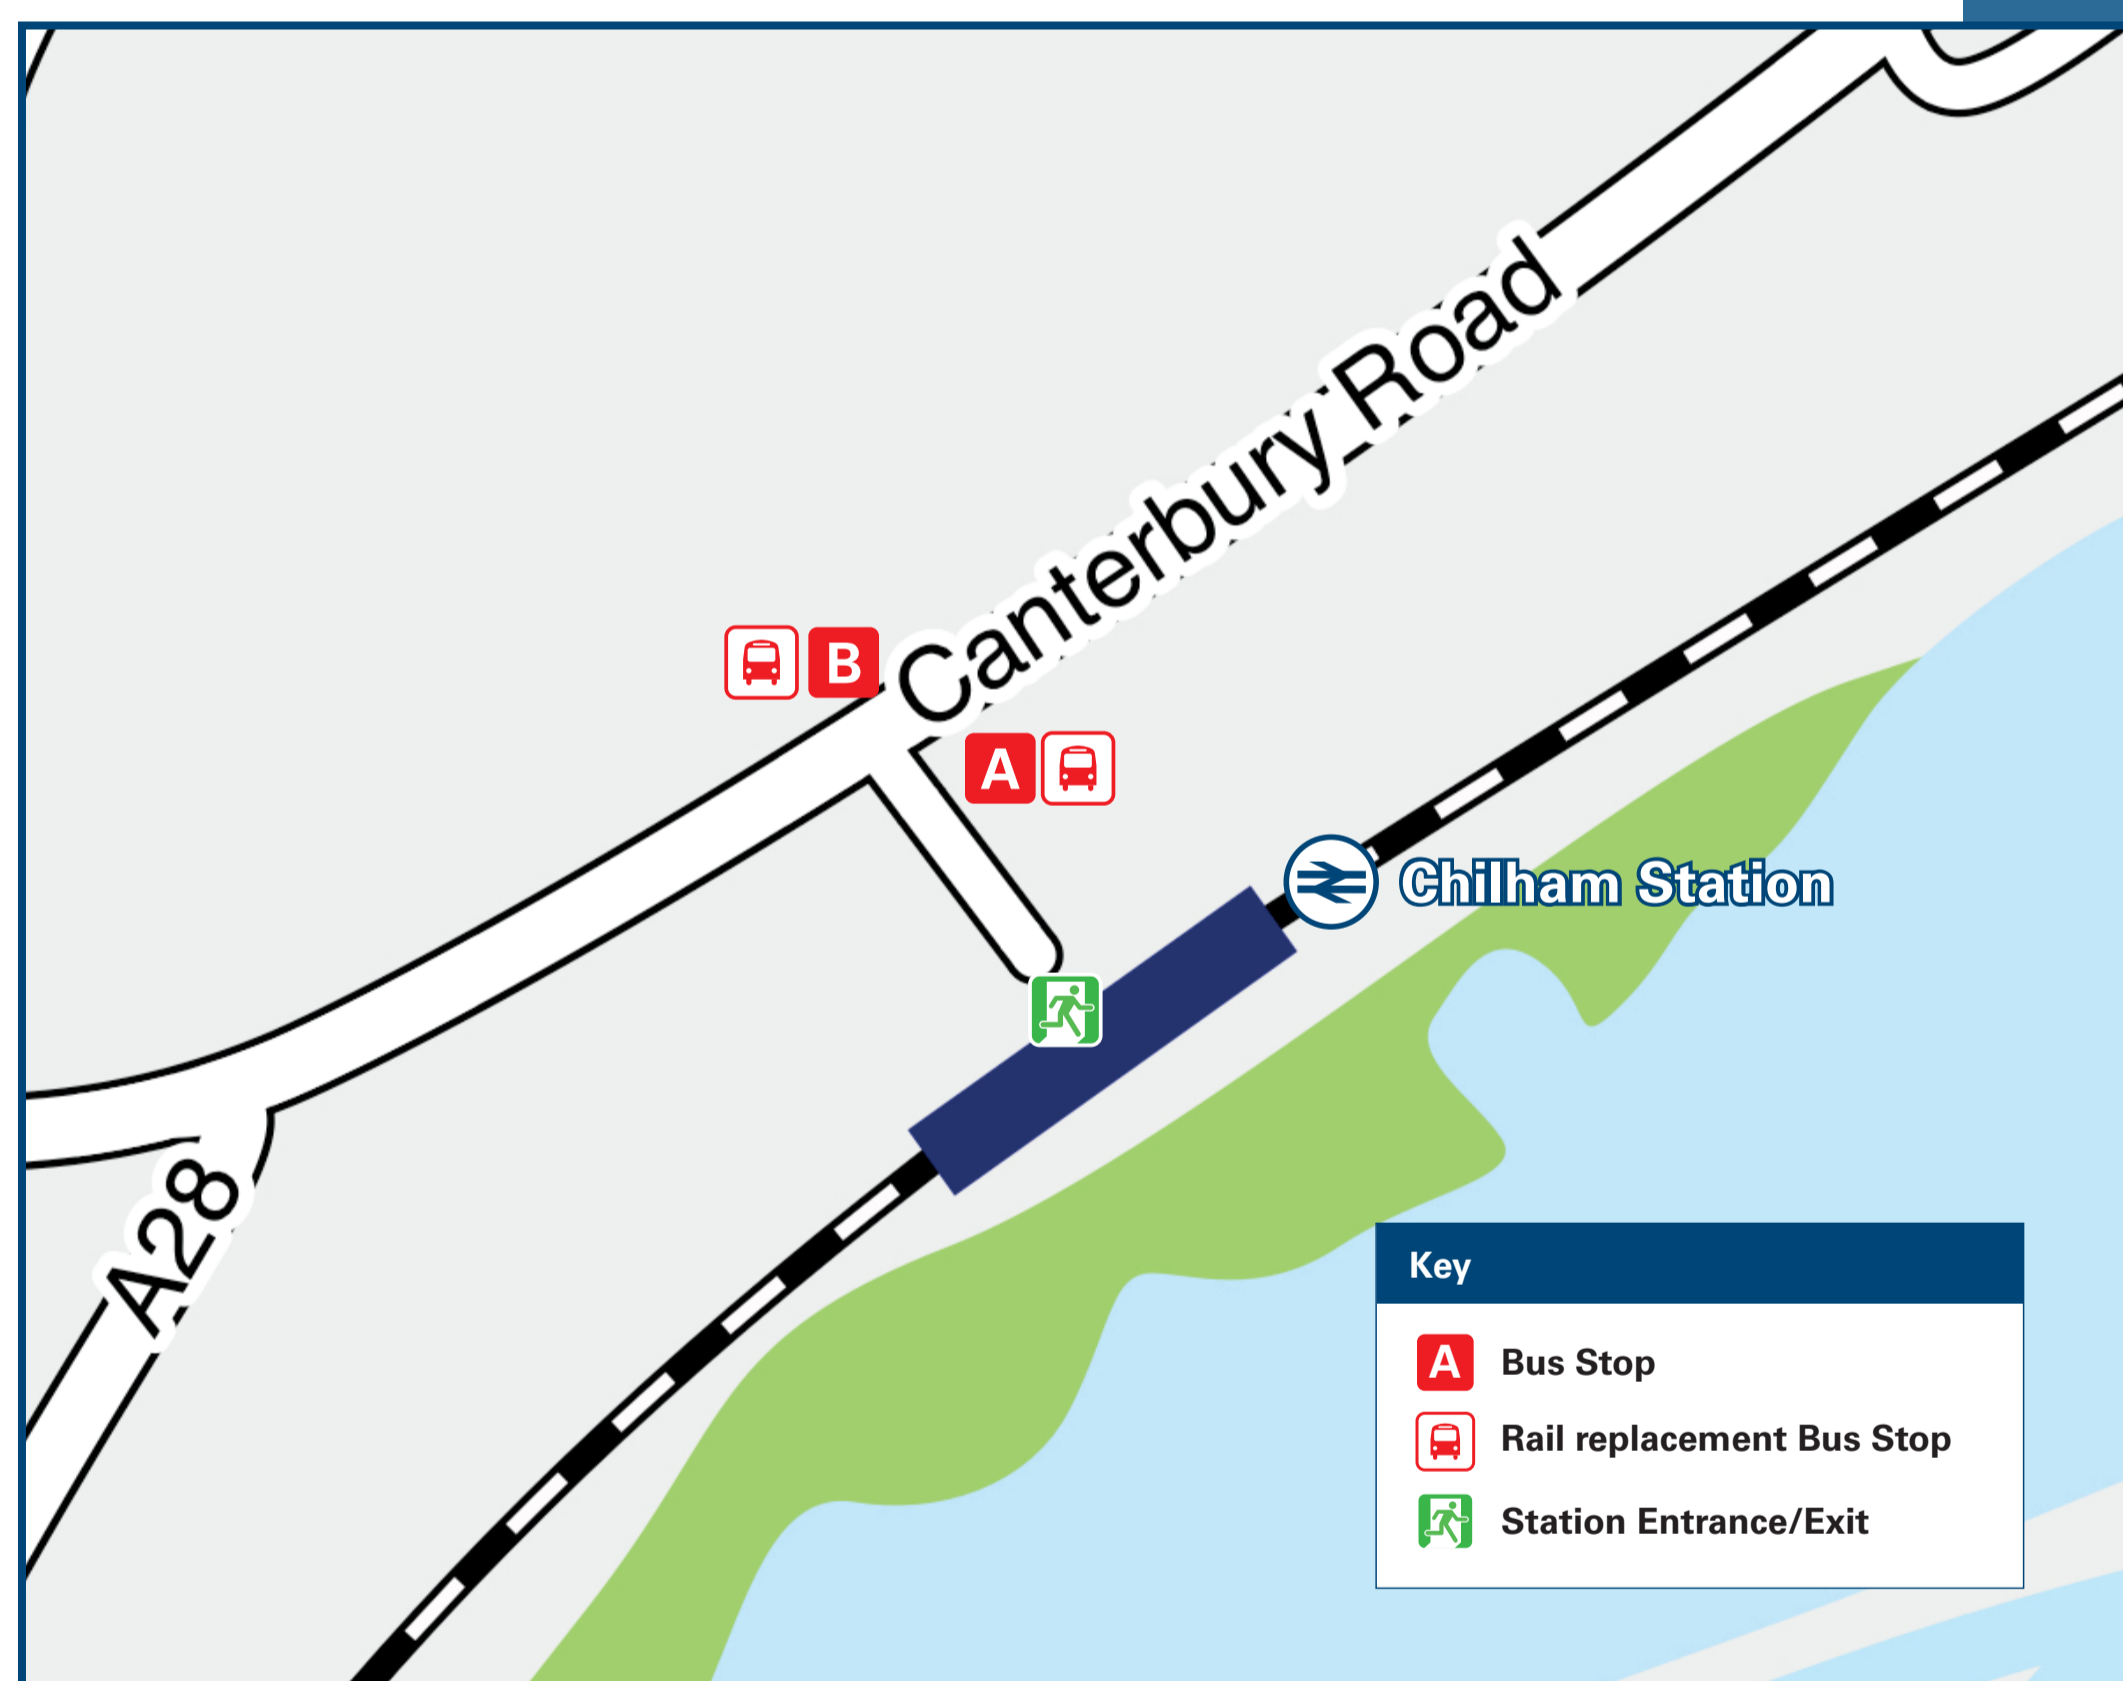 Canterbury Road
B
A
Chilham Station
A28
Key
A Bus Stop
Rail replacement Bus Stop
Station Entrance/Exit